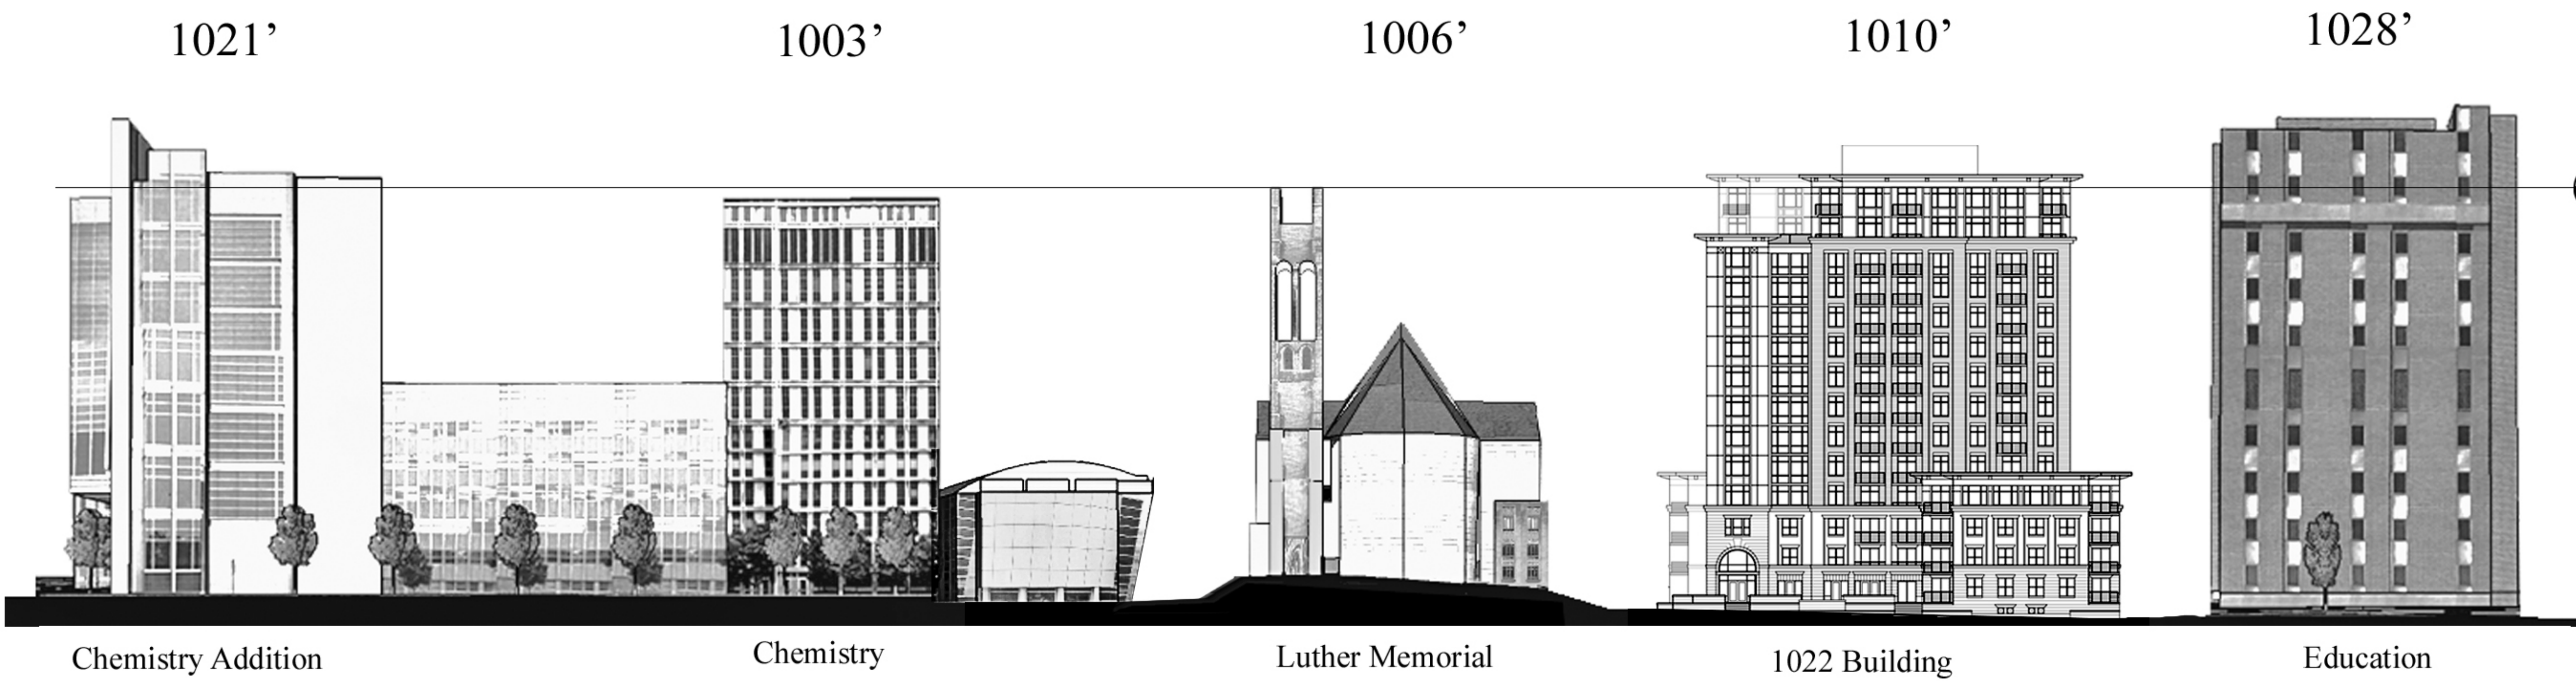 1021’
1003’
1006’
1010’
1028’
Chemistry Addition
Chemistry
Luther Memorial
1022 Building
Education